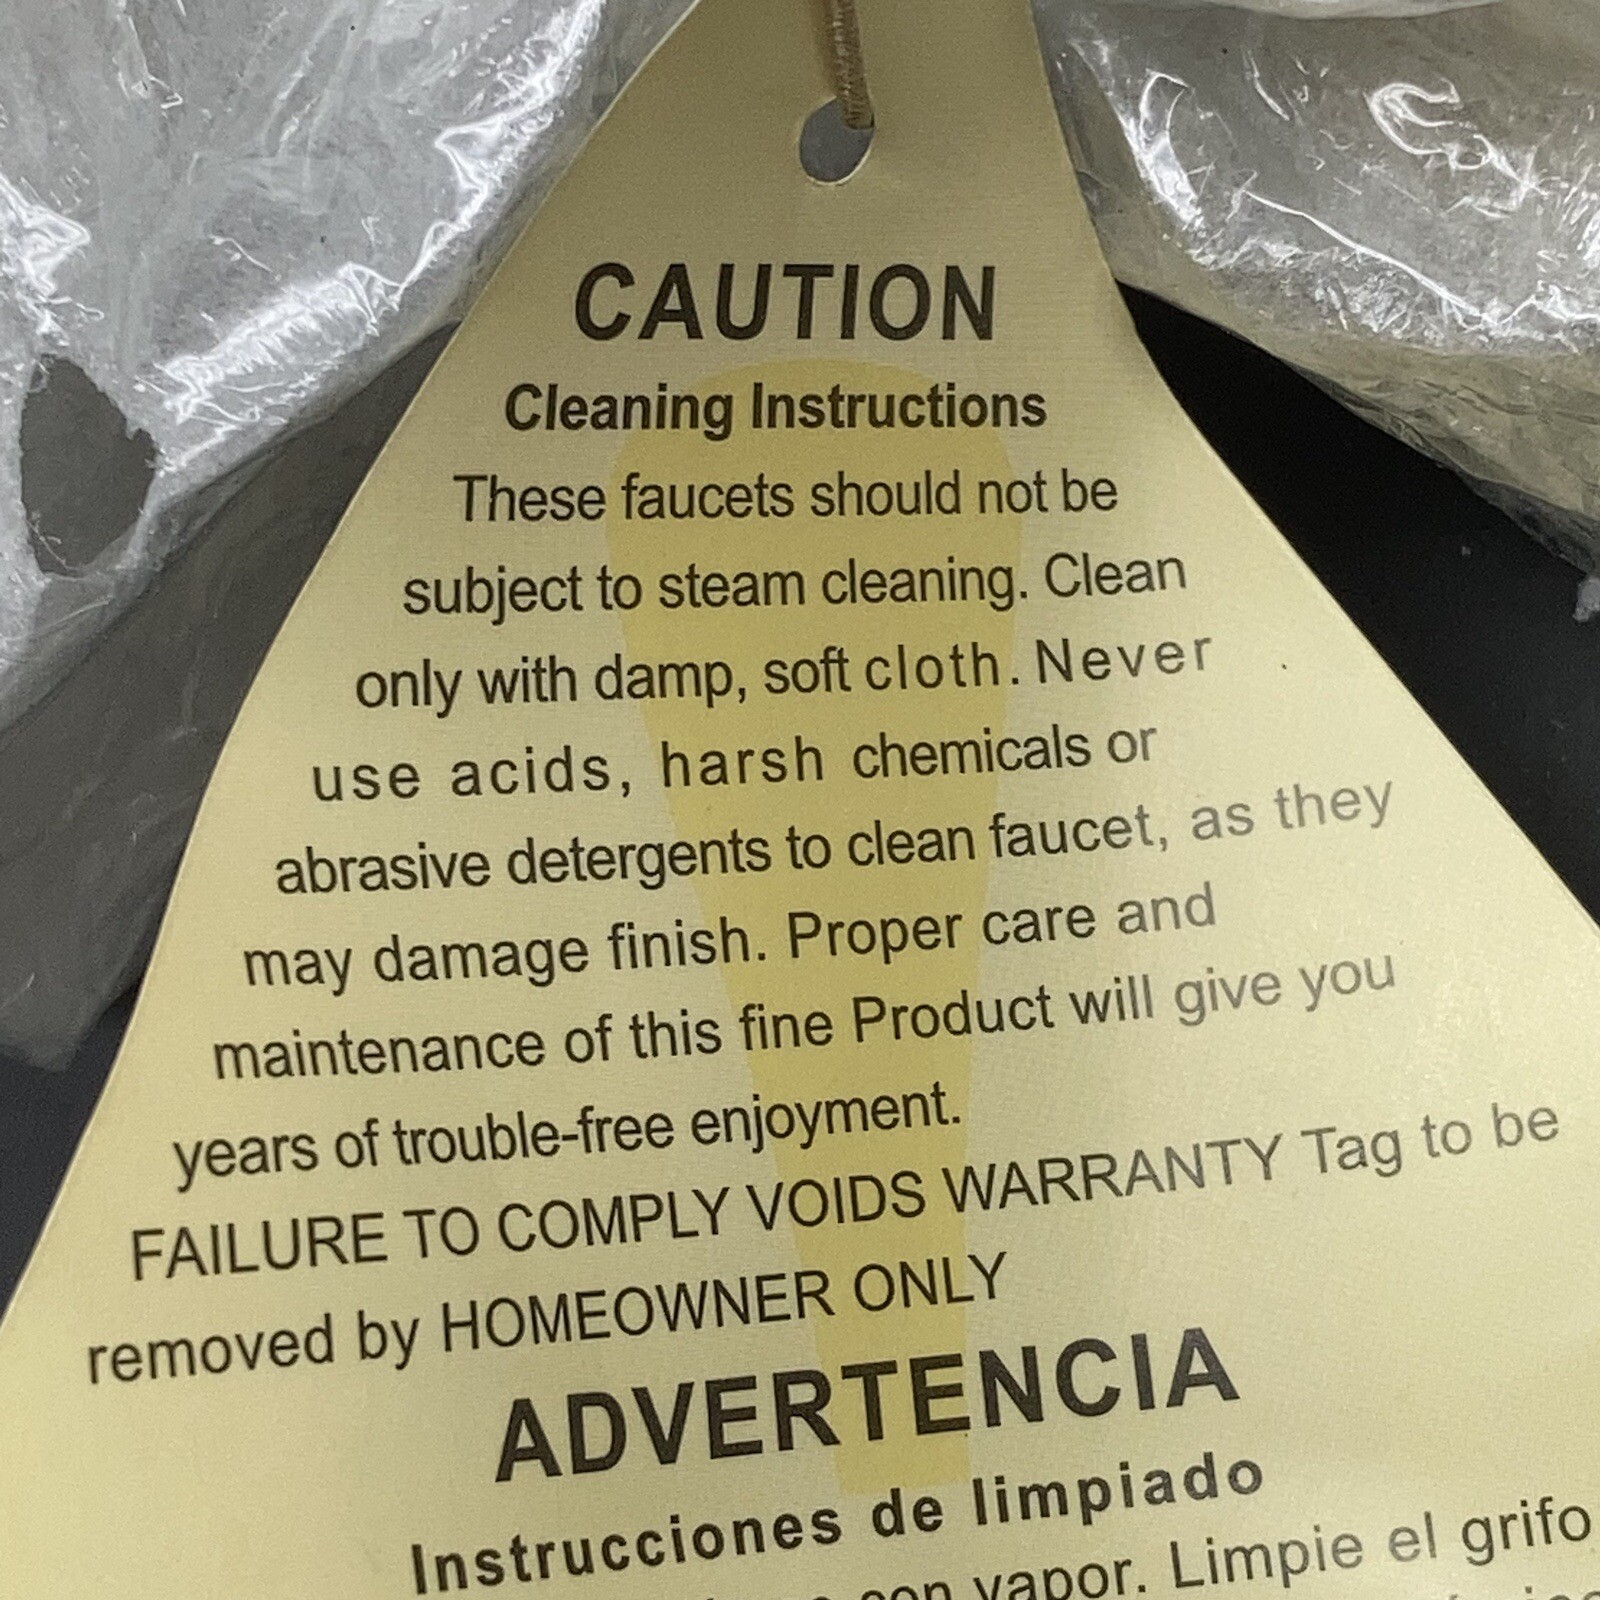 CAUTION
Cleaning Instructions
These faucets should not be
subject to steam cleaning. Clean
only with damp, soft cloth. Never
use acids, harsh chemicals or
abrasive detergents to clean faucet, as they
may damage finish. Proper care and
maintenance of this fine Product will give you
years of trouble-free enjoyment.
FAILURE TO COMPLY VOIDS WARRANTY Tag to be
removed by HOMEOWNER ONLY
ADVERTENCIA
Instrucciones de limpiado
con vapor. Limpie el grifo